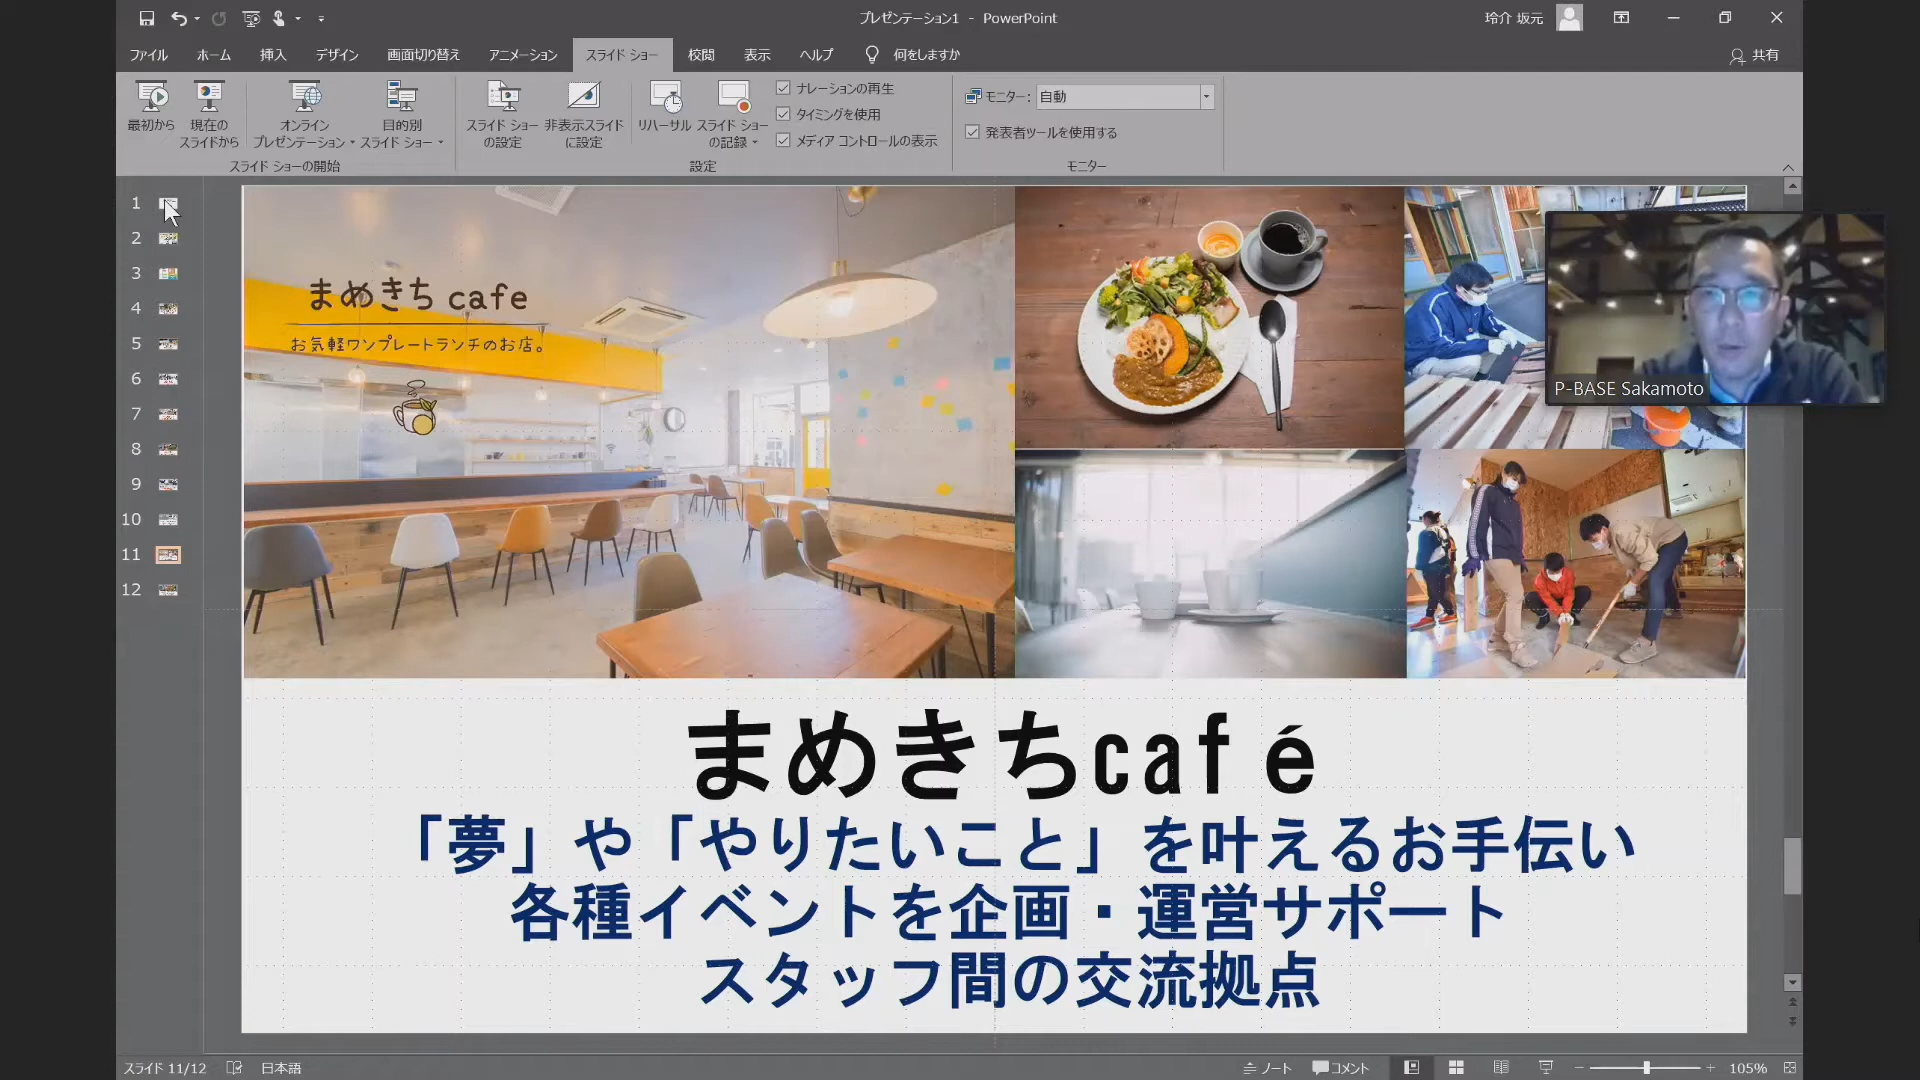 プレゼンテーション1 - PowerPoint
玲介 坂元
ファイル ホーム 挿入 デザイン 画面切り替え アニメーション スライド ショー 校閲 表示 ヘルプ 何をしますか 共有
最初から
現在の
スライドから
オンライン
プレゼンテーション
目的別
スライド ショー
スライド ショーの開始
スライド ショー
の設定
非表示スライド
に設定
リハーサル
スライド ショー
の記録
ナレーションの再生
タイミングを使用
メディア コントロールの表示
設定
モニター: 自動
発表者ツールを使用する
モニター
1
2
3
4
5
6
7
8
9
10
11
12
まめきち cafe
お気軽ワンプレートランチのお店。
P-BASE Sakamoto
まめきちcafé
「夢」や「やりたいこと」を叶えるお手伝い
各種イベントを企画・運営サポート
スタッフ間の交流拠点
スライド 11/12 日本語 ノート コメント 105%